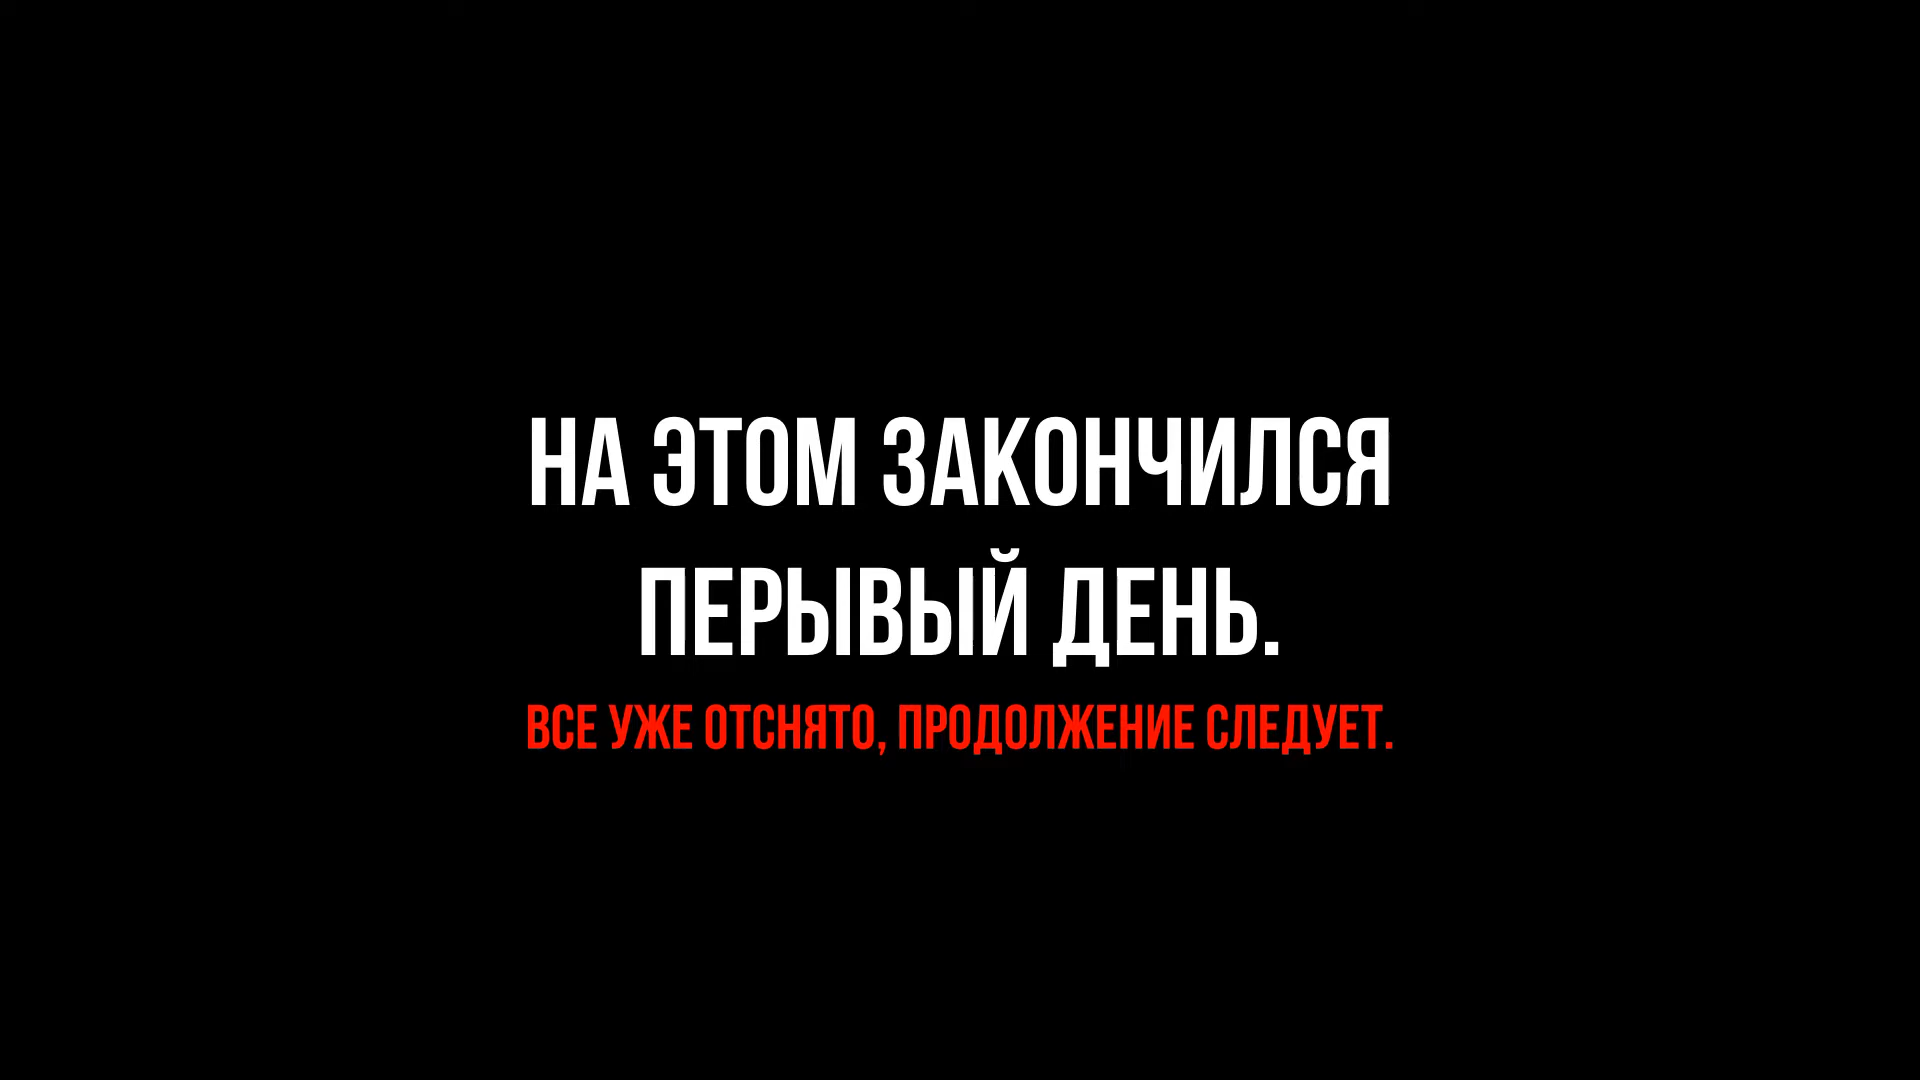 НА ЭТОМ ЗАКОНЧИЛСЯ
ПЕРЫВЫЙ ДЕНЬ.
ВСЕ УЖЕ ОТСНЯТО, ПРОДОЛЖЕНИЕ СЛЕДУЕТ.